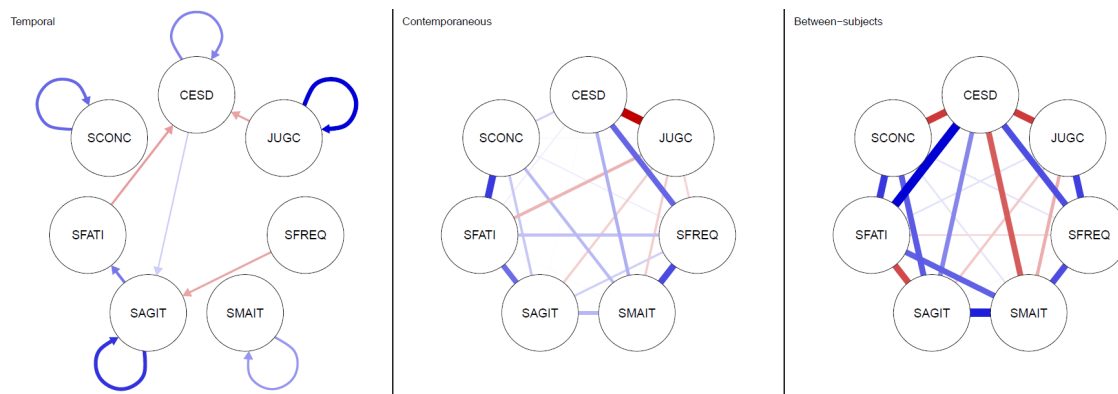 Temporal
CESD
SCONC
JUGC
SFATI
SFREQ
SAGIT
SMAIT
Contemporaneous
CESD
SCONC
JUGC
SFATI
SFREQ
SAGIT
SMAIT
Between-subjects
CESD
SCONC
JUGC
SFATI
SFREQ
SAGIT
SMAIT